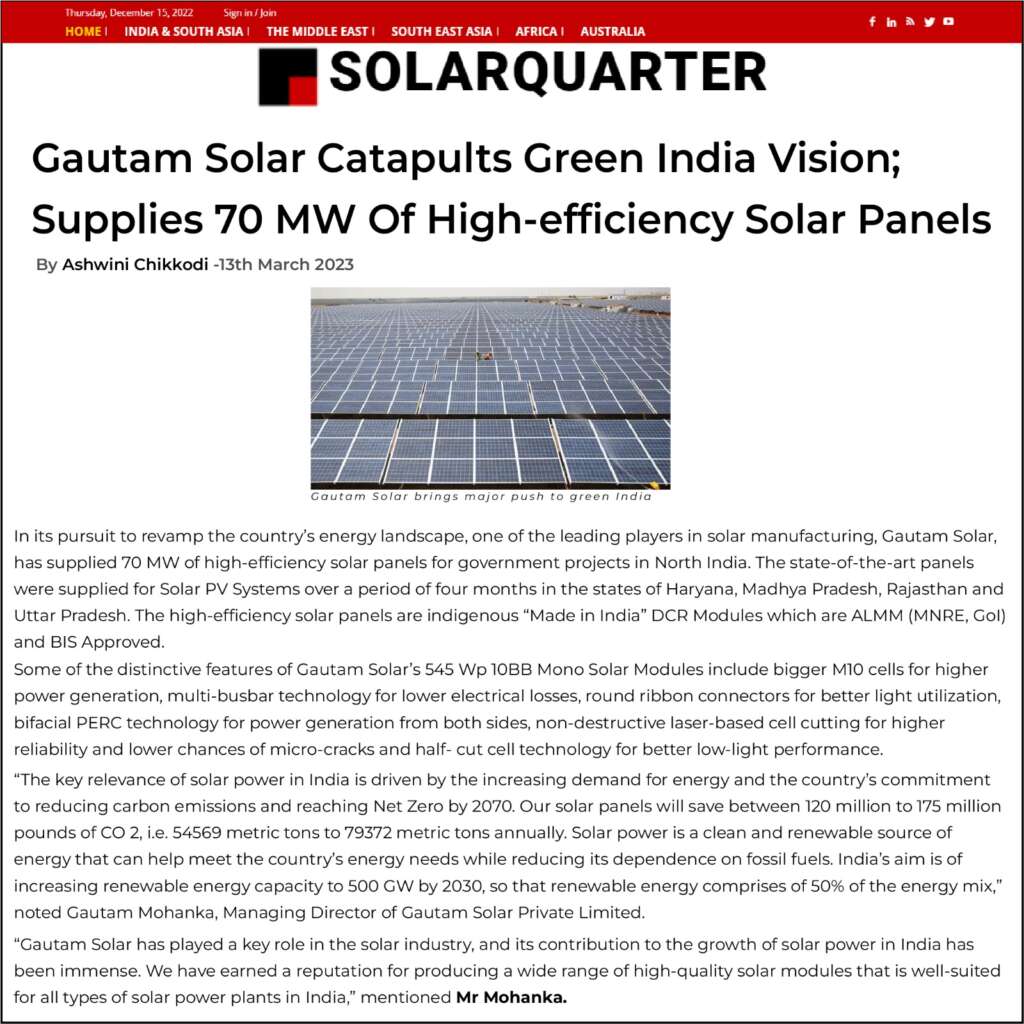 Thursday, December 15, 2022 Sign in / Join
HOME | INDIA & SOUTH ASIA | THE MIDDLE EAST | SOUTH EAST ASIA | AFRICA | AUSTRALIA
SOLARQUARTER
Gautam Solar Catapults Green India Vision;
Supplies 70 MW Of High-efficiency Solar Panels
By Ashwini Chikkodi -13th March 2023
Gautam Solar brings major push to green India
In its pursuit to revamp the country’s energy landscape, one of the leading players in solar manufacturing, Gautam Solar,
has supplied 70 MW of high-efficiency solar panels for government projects in North India. The state-of-the-art panels
were supplied for Solar PV Systems over a period of four months in the states of Haryana, Madhya Pradesh, Rajasthan and
Uttar Pradesh. The high-efficiency solar panels are indigenous “Made in India” DCR Modules which are ALMM (MNRE, GoI)
and BIS Approved.
Some of the distinctive features of Gautam Solar’s 545 Wp 10BB Mono Solar Modules include bigger M10 cells for higher
power generation, multi-busbar technology for lower electrical losses, round ribbon connectors for better light utilization,
bifacial PERC technology for power generation from both sides, non-destructive laser-based cell cutting for higher
reliability and lower chances of micro-cracks and half- cut cell technology for better low-light performance.
“The key relevance of solar power in India is driven by the increasing demand for energy and the country’s commitment
to reducing carbon emissions and reaching Net Zero by 2070. Our solar panels will save between 120 million to 175 million
pounds of CO 2, i.e. 54569 metric tons to 79372 metric tons annually. Solar power is a clean and renewable source of
energy that can help meet the country’s energy needs while reducing its dependence on fossil fuels. India’s aim is of
increasing renewable energy capacity to 500 GW by 2030, so that renewable energy comprises of 50% of the energy mix,”
noted Gautam Mohanka, Managing Director of Gautam Solar Private Limited.
“Gautam Solar has played a key role in the solar industry, and its contribution to the growth of solar power in India has
been immense. We have earned a reputation for producing a wide range of high-quality solar modules that is well-suited
for all types of solar power plants in India,” mentioned Mr Mohanka.